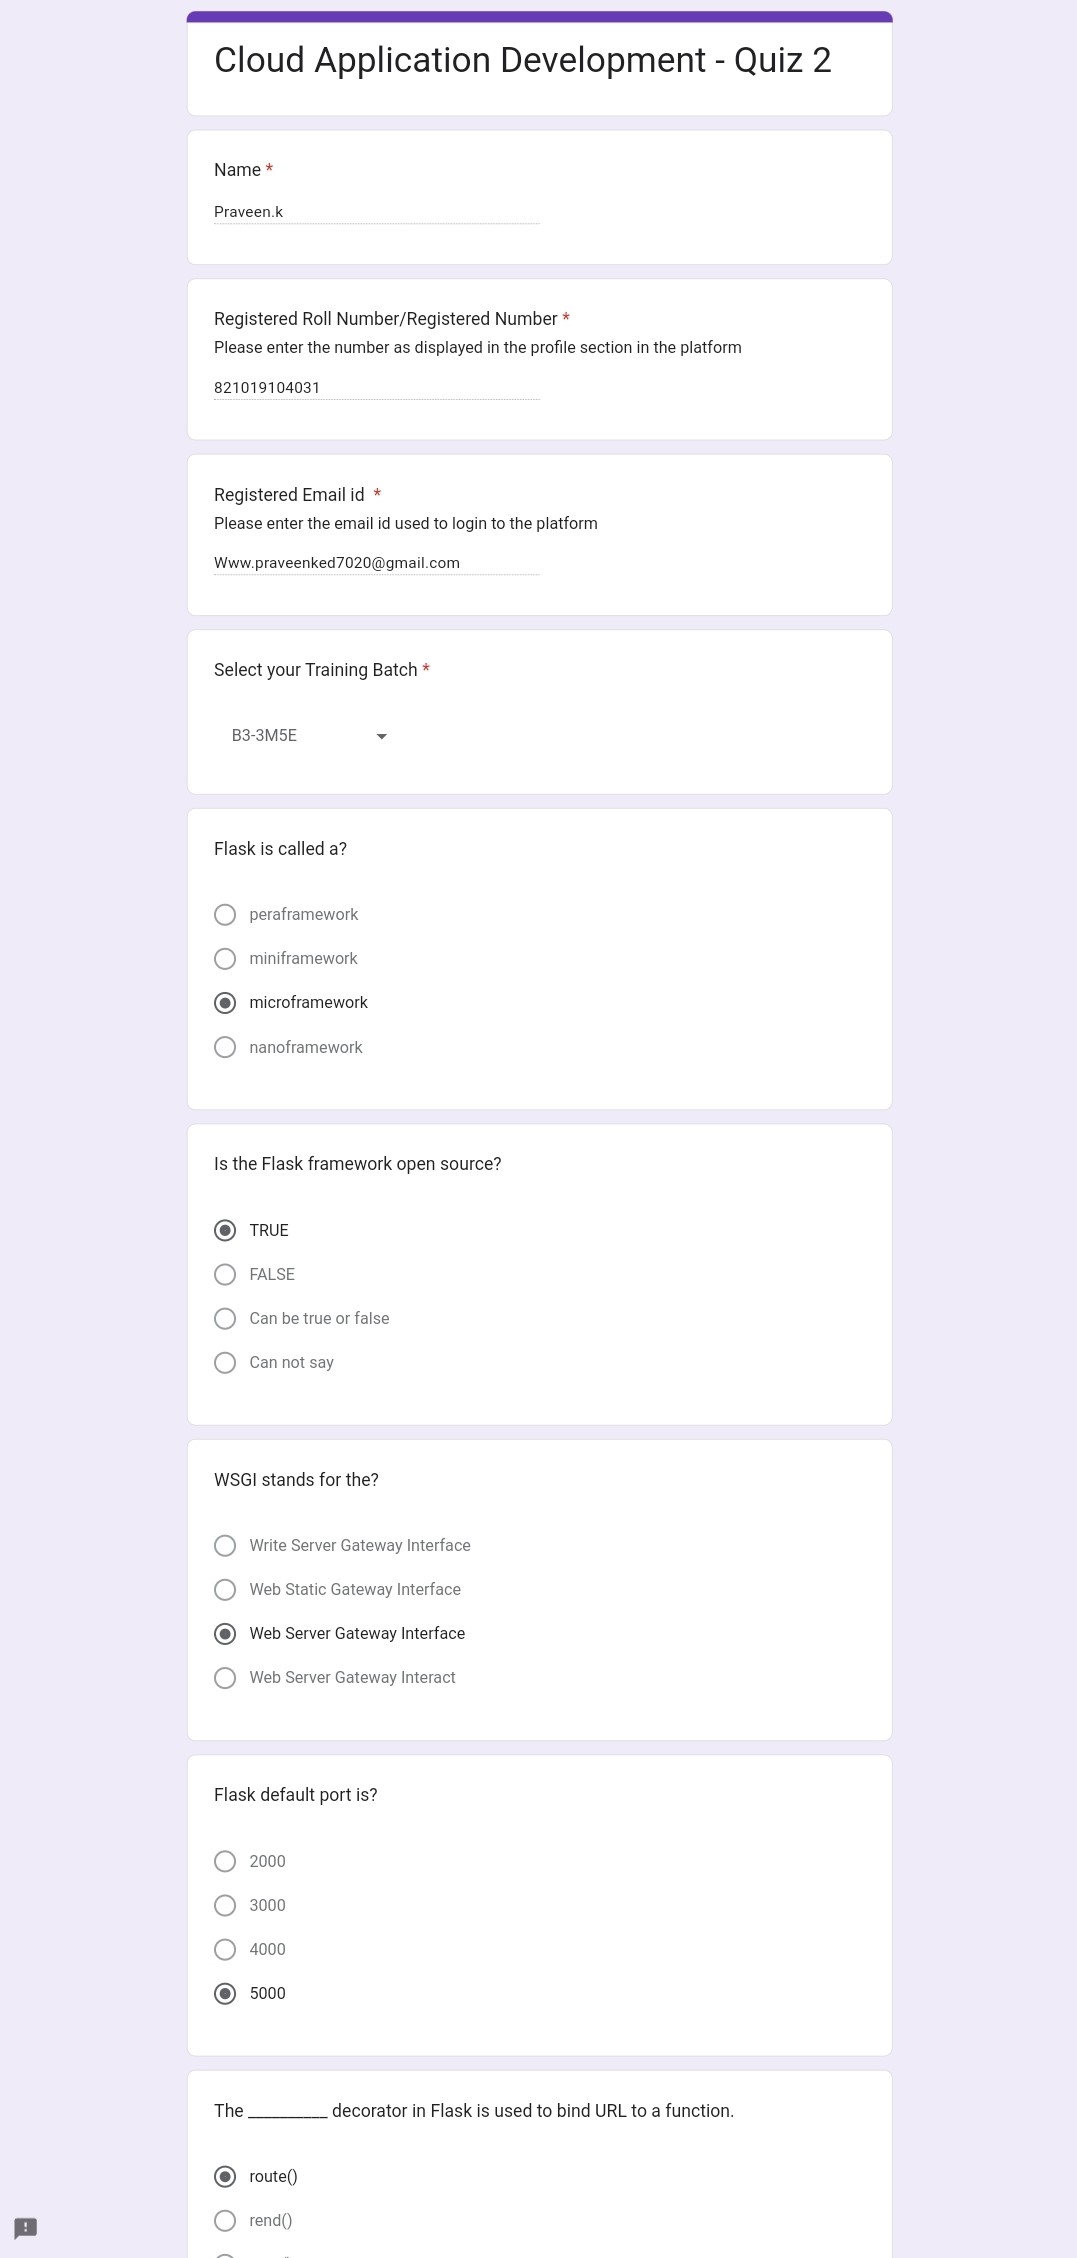 Cloud Application Development - Quiz 2
Name *
Praveen.k
Registered Roll Number/Registered Number *
Please enter the number as displayed in the profile section in the platform
821019104031
Registered Email id *
Please enter the email id used to login to the platform
Www.praveenked7020@gmail.com
Select your Training Batch *
B3-3M5E
Flask is called a?
peraframework
miniframework
microframework
nanoframework
Is the Flask framework open source?
TRUE
FALSE
Can be true or false
Can not say
WSGI stands for the?
Write Server Gateway Interface
Web Static Gateway Interface
Web Server Gateway Interface
Web Server Gateway Interact
Flask default port is?
2000
3000
4000
5000
The _________ decorator in Flask is used to bind URL to a function.
route()
rend()